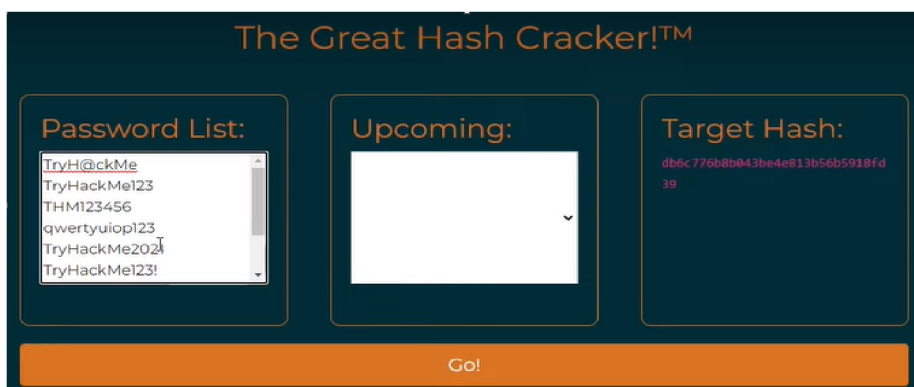 The Great Hash Cracker!™
Password List:
TryH@ckMe
TryHackMe123
THM123456
qwertyuiop123
TryHackMe2021
TryHackMe123!
Upcoming:
Target Hash:
db6c776b8b043be4e813b56b5918fd
39
Go!